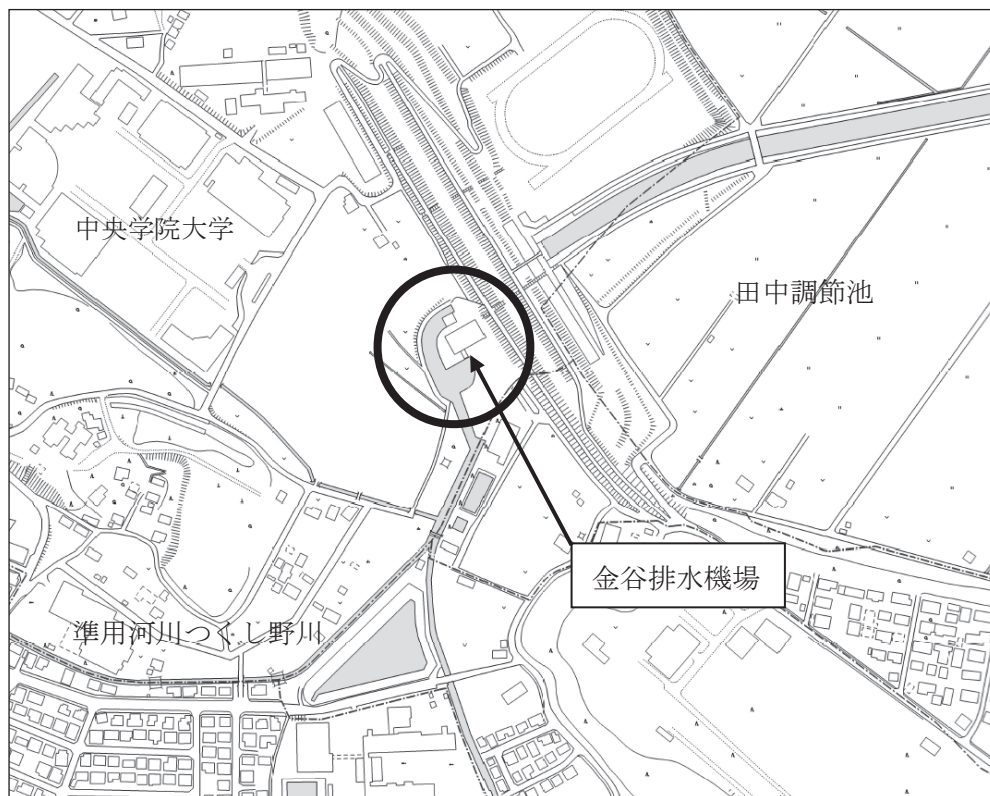 中央学院大学
田中調節池
金谷排水機場
準用河川つくし野川